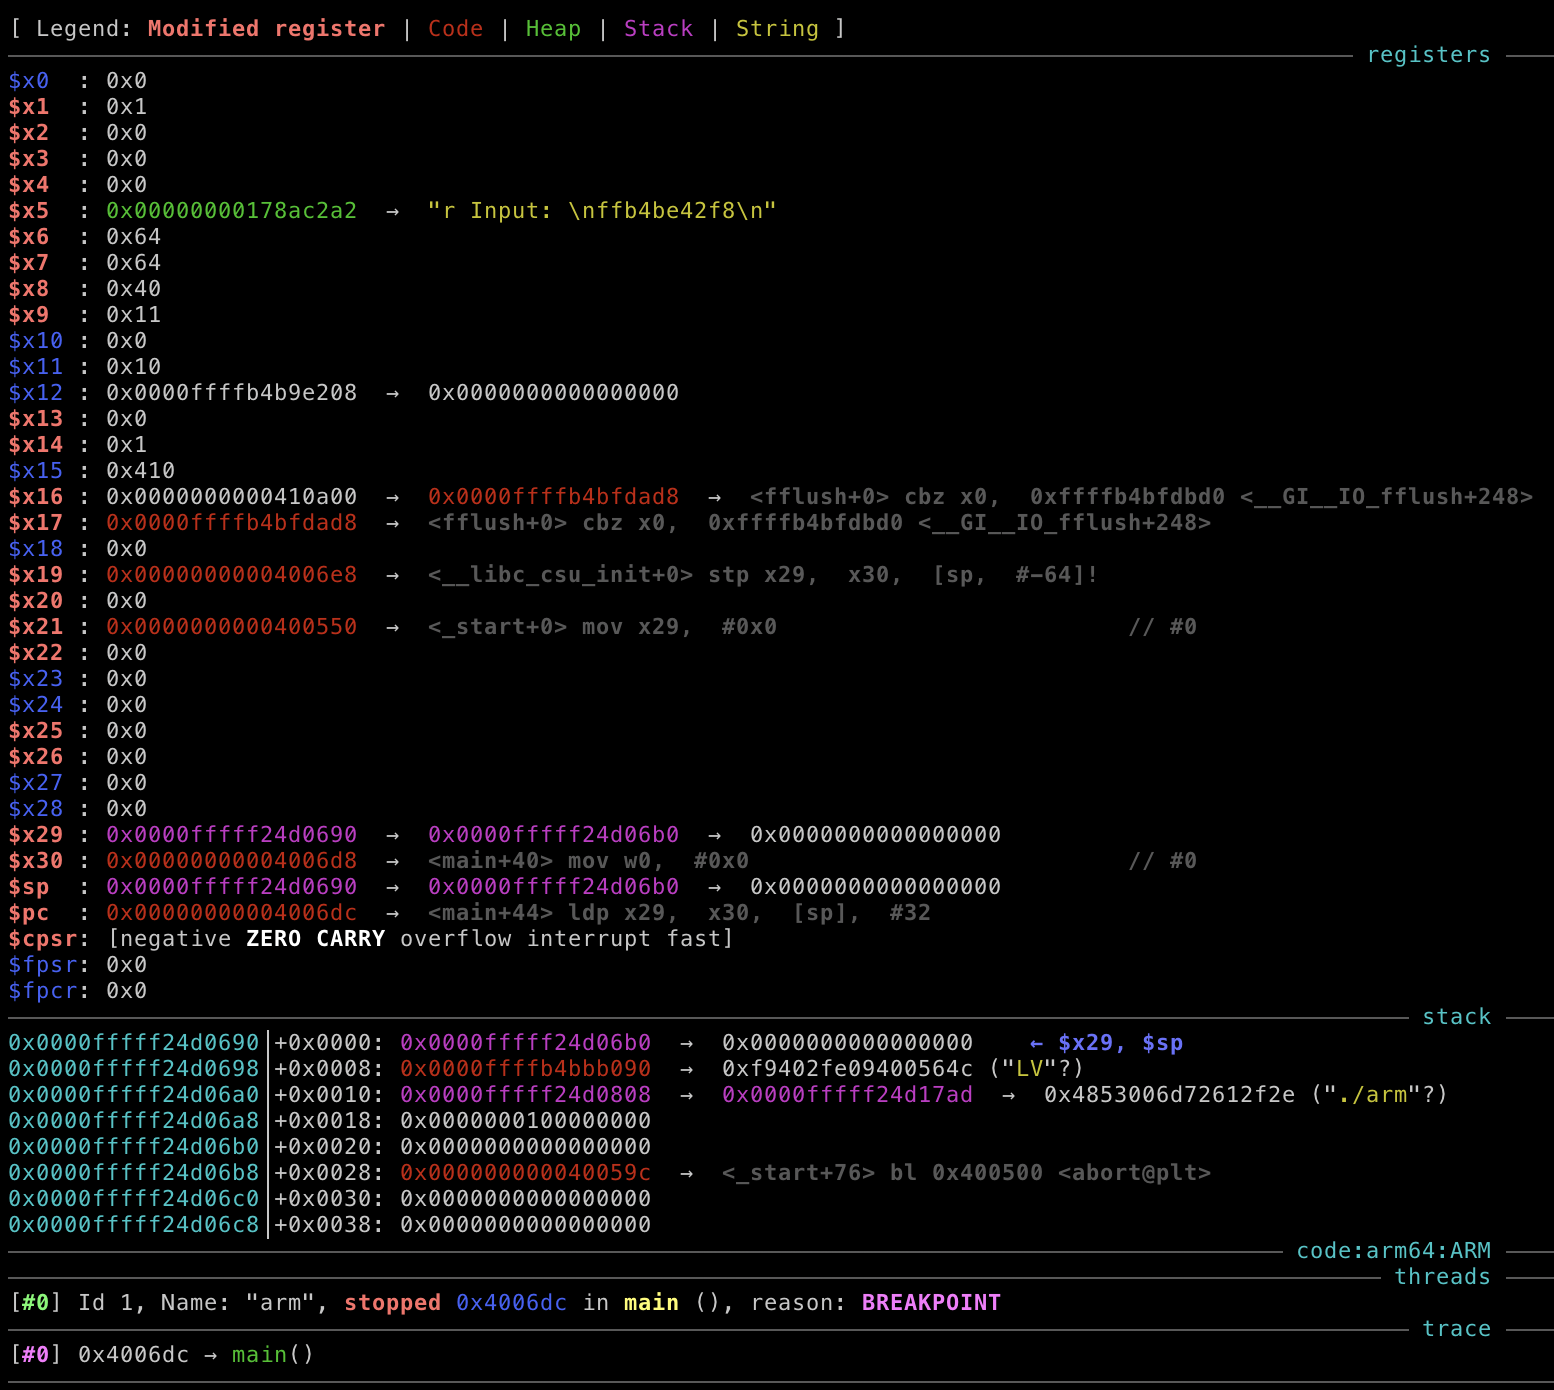 [ Legend: Modified register | Code | Heap | Stack | String ]
registers
$x0  : 0x0
$x1  : 0x1
$x2  : 0x0
$x3  : 0x0
$x4  : 0x0
$x5  : 0x00000000178ac2a2  →  "r Input: \nffb4be42f8\n"
$x6  : 0x64
$x7  : 0x64
$x8  : 0x40
$x9  : 0x11
$x10 : 0x0
$x11 : 0x10
$x12 : 0x0000ffffb4b9e208  →  0x0000000000000000
$x13 : 0x0
$x14 : 0x1
$x15 : 0x410
$x16 : 0x0000000000410a00  →  0x0000ffffb4bfdad8  →  <fflush+0> cbz x0,  0xffffb4bfdbd0 <__GI__IO_fflush+248>
$x17 : 0x0000ffffb4bfdad8  →  <fflush+0> cbz x0,  0xffffb4bfdbd0 <__GI__IO_fflush+248>
$x18 : 0x0
$x19 : 0x00000000004006e8  →  <__libc_csu_init+0> stp x29,  x30,  [sp,  #-64]!
$x20 : 0x0
$x21 : 0x0000000000400550  →  <_start+0> mov x29,  #0x0                         // #0
$x22 : 0x0
$x23 : 0x0
$x24 : 0x0
$x25 : 0x0
$x26 : 0x0
$x27 : 0x0
$x28 : 0x0
$x29 : 0x0000fffff24d0690  →  0x0000fffff24d06b0  →  0x0000000000000000
$x30 : 0x00000000004006d8  →  <main+40> mov w0,  #0x0                           // #0
$sp  : 0x0000fffff24d0690  →  0x0000fffff24d06b0  →  0x0000000000000000
$pc  : 0x00000000004006dc  →  <main+44> ldp x29,  x30,  [sp],  #32
$cpsr: [negative ZERO CARRY overflow interrupt fast]
$fpsr: 0x0
$fpcr: 0x0
stack
0x0000fffff24d0690│+0x0000: 0x0000fffff24d06b0  →  0x0000000000000000    ← $x29, $sp
0x0000fffff24d0698│+0x0008: 0x0000ffffb4bbb090  →  0xf9402fe09400564c ("LV"?)
0x0000fffff24d06a0│+0x0010: 0x0000fffff24d0808  →  0x0000fffff24d17ad  →  0x4853006d72612f2e ("./arm"?)
0x0000fffff24d06a8│+0x0018: 0x0000000100000000
0x0000fffff24d06b0│+0x0020: 0x0000000000000000
0x0000fffff24d06b8│+0x0028: 0x000000000040059c  →  <_start+76> bl 0x400500 <abort@plt>
0x0000fffff24d06c0│+0x0030: 0x0000000000000000
0x0000fffff24d06c8│+0x0038: 0x0000000000000000
code:arm64:ARM
threads
[#0] Id 1, Name: "arm", stopped 0x4006dc in main (), reason: BREAKPOINT
trace
[#0] 0x4006dc → main()